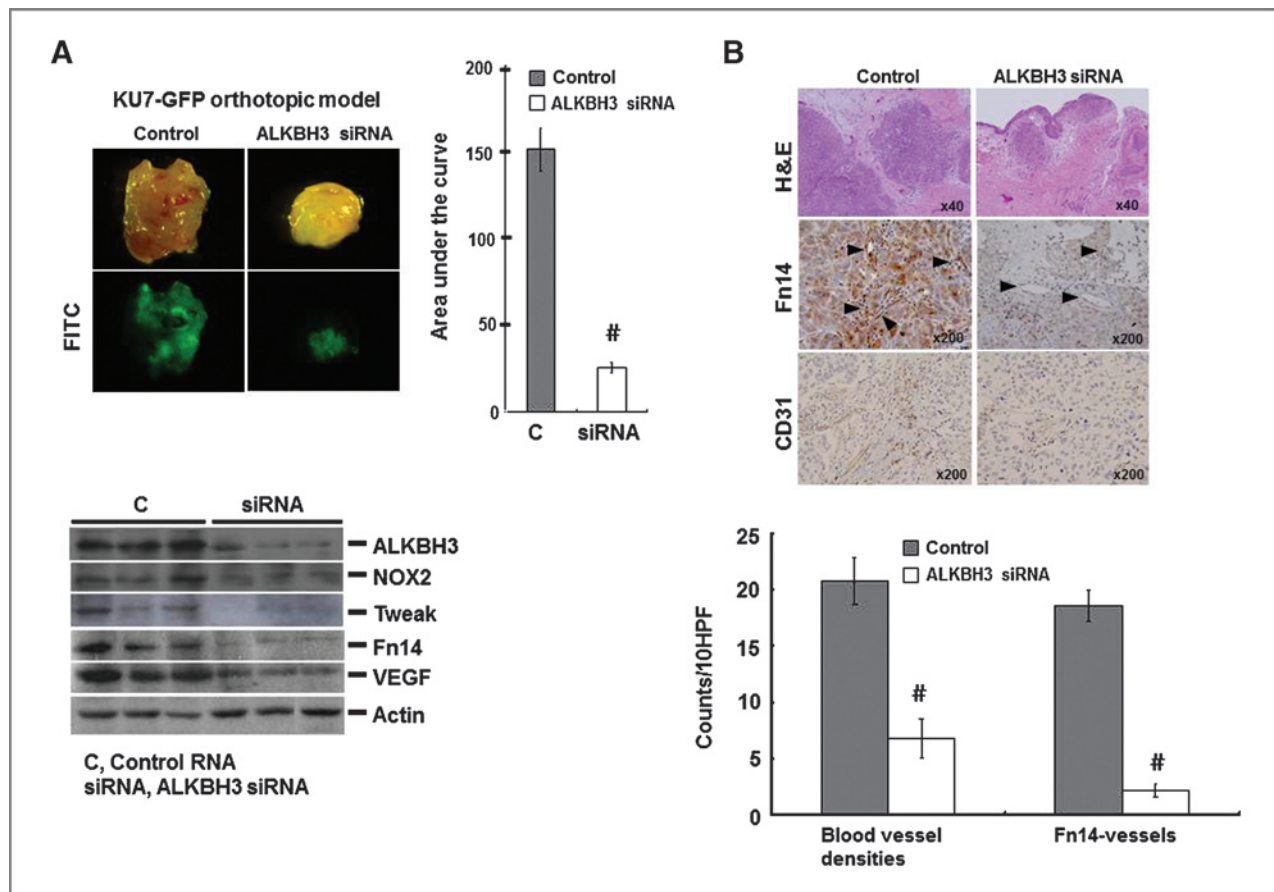 A
KU7-GFP orthotopic model
Control ALKBH3 siRNA
FITC
Area under the curve
200
150
100
50
0
Control
ALKBH3 siRNA
#
C siRNA
C siRNA
ALKBH3
NOX2
Tweak
Fn14
VEGF
Actin
C, Control RNA
siRNA, ALKBH3 siRNA
B
Control ALKBH3 siRNA
H&E
x40 x40
Fn14
x200 x200
CD31
x200 x200
Counts/10HPF
25
20
15
10
5
0
Control
ALKBH3 siRNA
#
#
Blood vessel
densities
Fn14-vessels